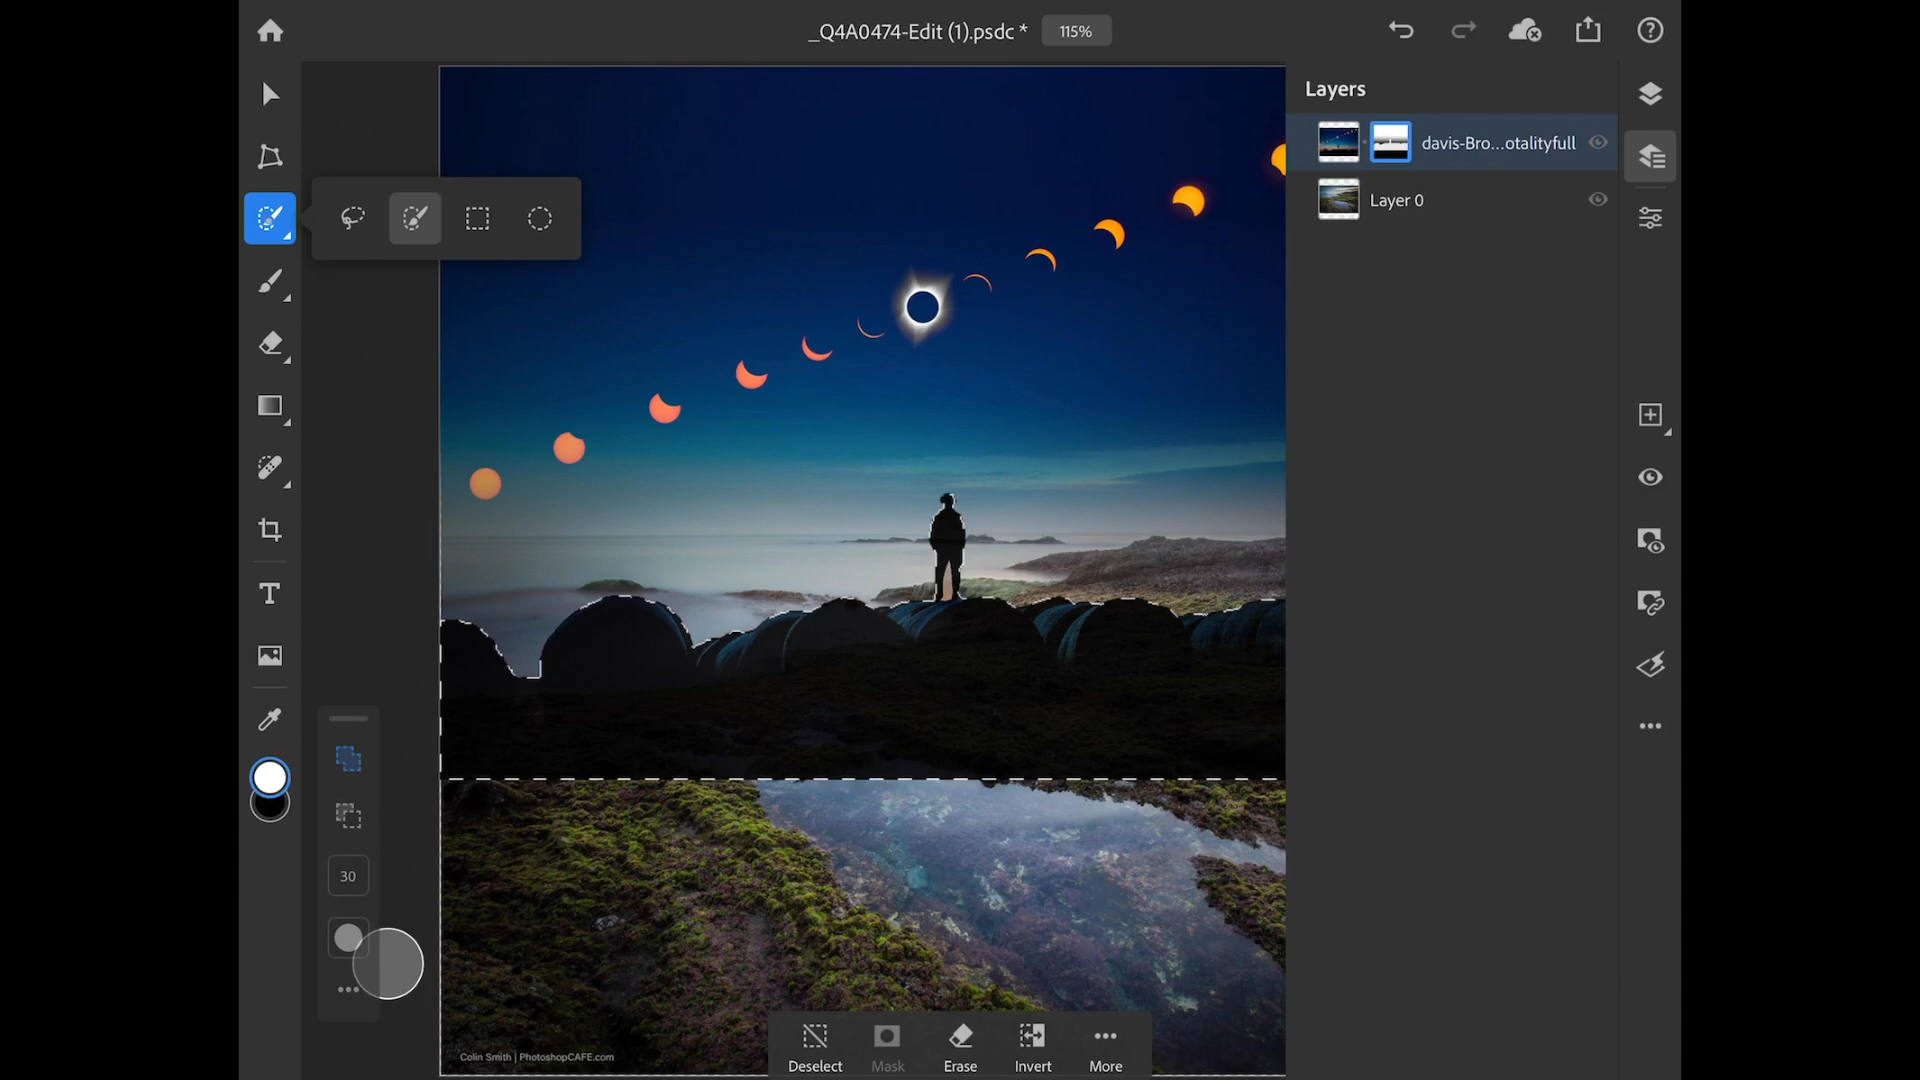 _Q4A0474-Edit (1).psdc *
115%
Layers
davis-Bro...otalityfull
Layer 0
T
30
Colin Smith | PhotoshopCAFE.com
Deselect
Mask
Erase
Invert
More